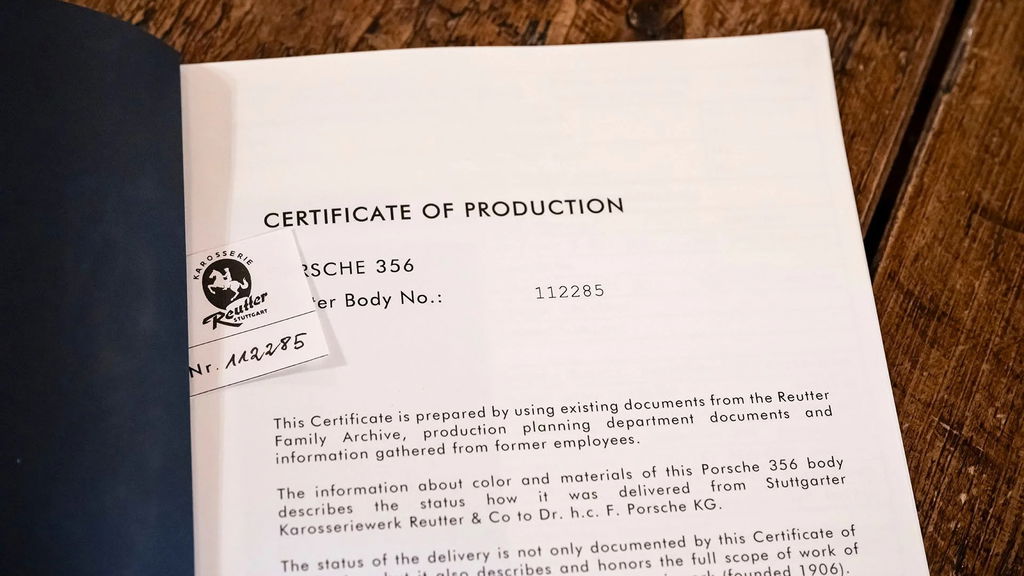 CERTIFICATE OF PRODUCTION
KAROSSERIE
Reutter
STUTTGART
Nr. 112285
RSCHE 356
ter Body No.: 112285
This Certificate is prepared by using existing documents from the Reutter
Family Archive, production planning department documents and
information gathered from former employees.
The information about color and materials of this Porsche 356 body
describes the status how it was delivered from Stuttgarter
Karosseriewerk Reutter & Co to Dr. h.c. F. Porsche KG.
The status of the delivery is not only documented by this Certificate of
it also describes and honors the full scope of work of
(founded 1906).